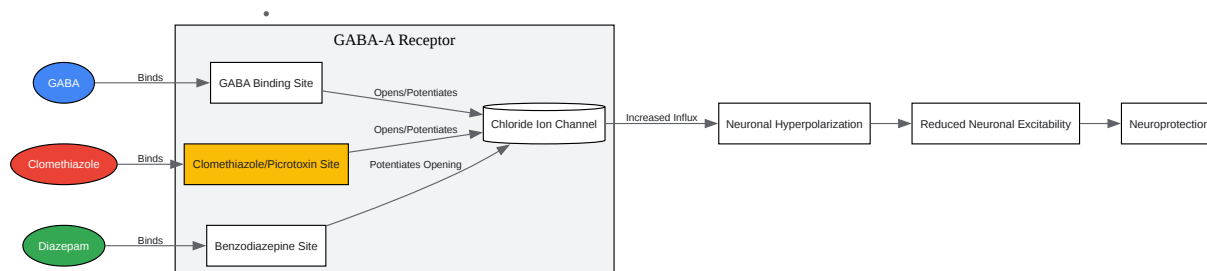 GABA-A Receptor
GABA
Binds
GABA Binding Site
Opens/Potentiates
Clomethiazole
Binds
Clomethiazole/Picrotoxin Site
Opens/Potentiates
Diazepam
Binds
Benzodiazepine Site
Potentiates Opening
Chloride Ion Channel
Increased Influx
Neuronal Hyperpolarization
Reduced Neuronal Excitability
Neuroprotection